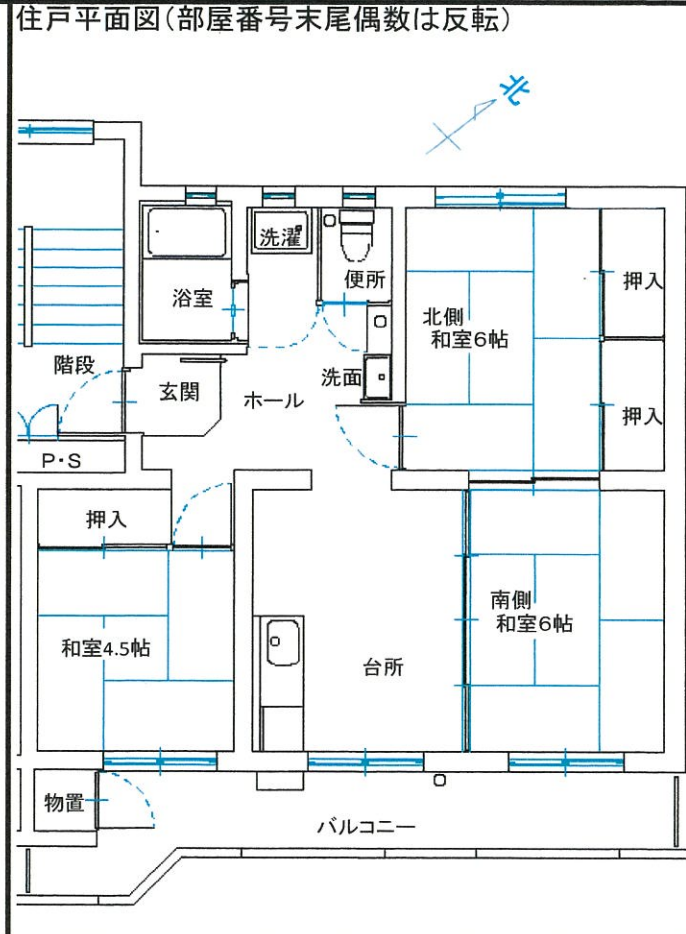 住戸平面図(部屋番号末尾偶数は反転)
北
洗濯
浴室
便所
北側
和室6帖
押入
階段
玄関
ホール
洗面
押入
P・S
押入
南側
和室6帖
和室4.5帖
台所
物置
バルコニー